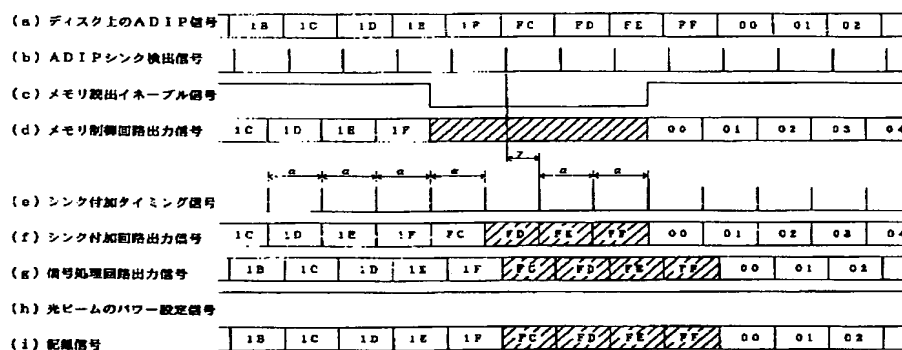 (a) ディスク上のADIP信号 1B 1C 1D 1E 1F FC FD FE FF 00 01 02
(b) ADIPシンク検出信号
(c) メモリ読出イネーブル信号
(d) メモリ制御回路出力信号 1C 1D 1E 1F 00 01 02 03 04
γ
α α α α α α
(e) シンク付加タイミング信号
(f) シンク付加回路出力信号 1C 1D 1E 1F FC FD FE FF 00 01 02 03 04
(g) 信号処理回路出力信号 1B 1C 1D 1E 1F FC FD FE FF 00 01 02
(h) 光ビームのパワー設定信号
(i) 記録信号 1B 1C 1D 1E 1F FC FD FE FF 00 01 02